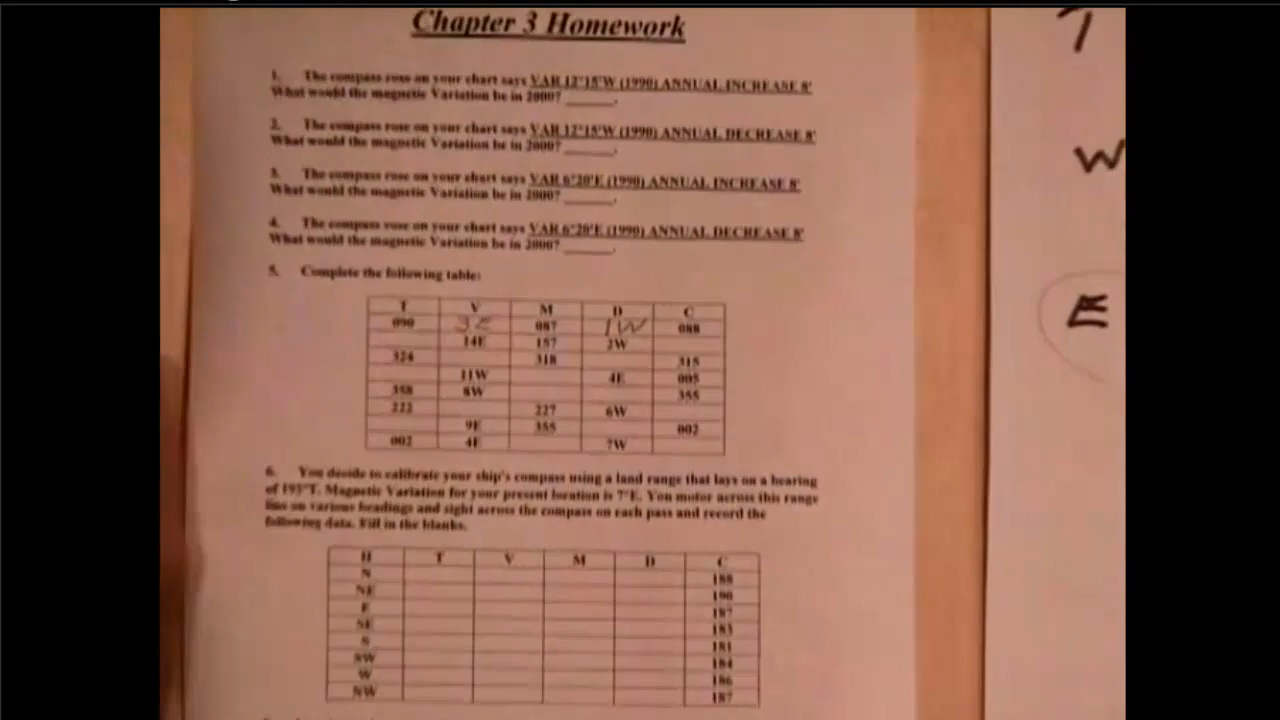 Chapter 3 Homework
T
1. The compass rose on your chart says VAR 12°15'W (1990) ANNUAL INCREASE 8'
What would the magnetic Variation be in 2000? ______.
2. The compass rose on your chart says VAR 12°15'W (1990) ANNUAL DECREASE 8'
What would the magnetic Variation be in 2000? ______.
W
3. The compass rose on your chart says VAR 6°20'E (1990) ANNUAL INCREASE 8'
What would the magnetic Variation be in 2000? ______.
4. The compass rose on your chart says VAR 6°20'E (1990) ANNUAL DECREASE 8'
What would the magnetic Variation be in 2000? ______.
5. Complete the following table:
E
T V M D C
090 3E 087 1W 088
14E 157 2W
324 318 315
11W 4E 005
358 8W 355
222 227 6W
9E 355 002
002 4E 7W
6. You decide to calibrate your ship's compass using a land range that lays on a bearing
of 195°T. Magnetic Variation for your present location is 7°E. You motor across this range
line on various headings and sight across the compass on each pass and record the
following data. Fill in the blanks.
H T V M D C
N 188
NE 190
E 187
SE 183
S 181
SW 184
W 186
NW 187